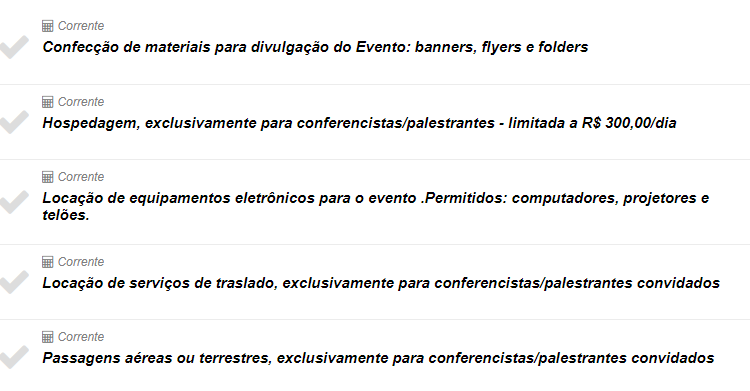 Corrente
Confecção de materiais para divulgação do Evento: banners, flyers e folders
Corrente
Hospedagem, exclusivamente para conferencistas/palestrantes - limitada a R$ 300,00/dia
Corrente
Locação de equipamentos eletrônicos para o evento .Permitidos: computadores, projetores e
telões.
Corrente
Locação de serviços de traslado, exclusivamente para conferencistas/palestrantes convidados
Corrente
Passagens aéreas ou terrestres, exclusivamente para conferencistas/palestrantes convidados